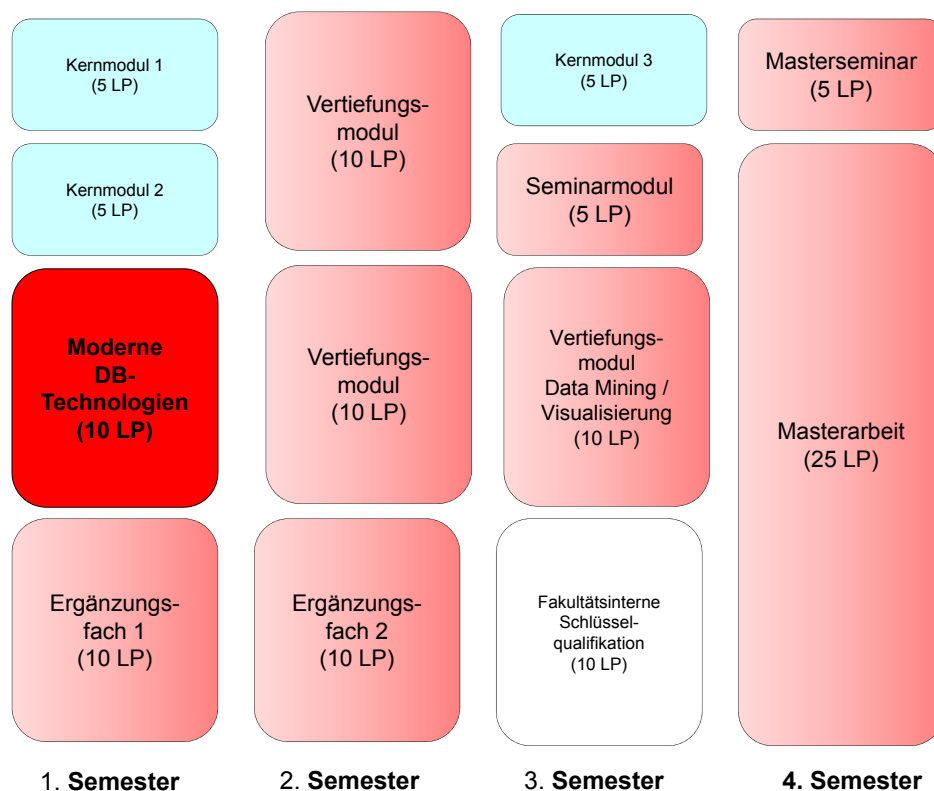 Kernmodul 1
(5 LP)
Kernmodul 2
(5 LP)
Moderne
DB-
Technologien
(10 LP)
Ergänzungs-
fach 1
(10 LP)
1. Semester
Vertiefungs-
modul
(10 LP)
Vertiefungs-
modul
(10 LP)
Ergänzungs-
fach 2
(10 LP)
2. Semester
Kernmodul 3
(5 LP)
Seminarmodul
(5 LP)
Vertiefungs-
modul
Data Mining /
Visualisierung
(10 LP)
Fakultätsinterne
Schlüssel-
qualifikation
(10 LP)
3. Semester
Masterseminar
(5 LP)
Masterarbeit
(25 LP)
4. Semester